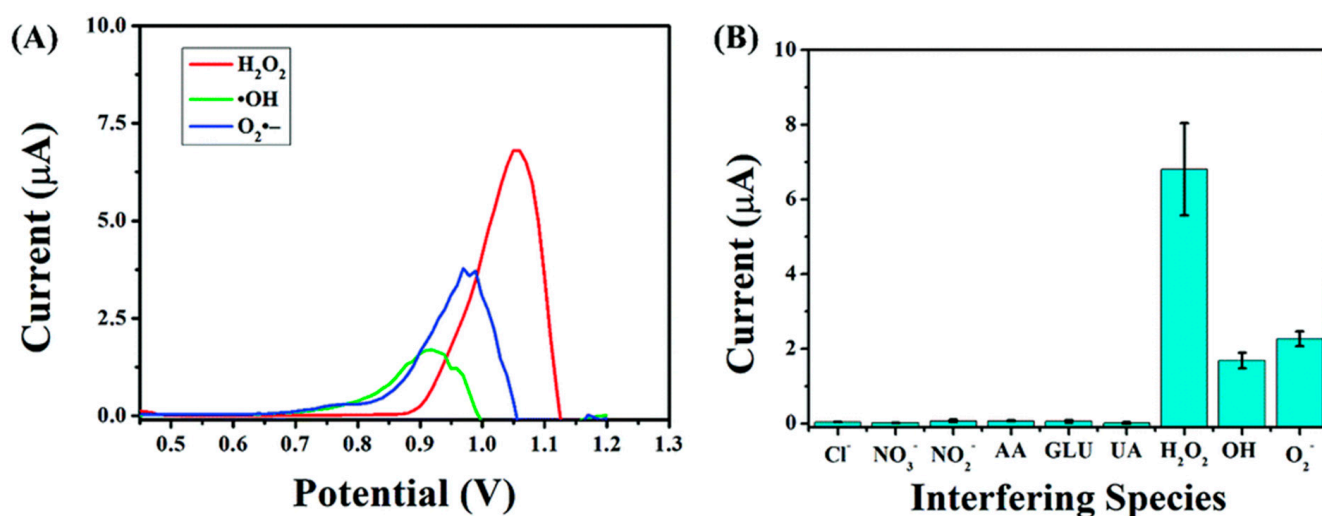 (A)
10.0
7.5
5.0
2.5
0.0
Current (μA)
H₂O₂
•OH
O₂•–
0.5 0.6 0.7 0.8 0.9 1.0 1.1 1.2 1.3
Potential (V)
(B)
10
8
6
4
2
0
Current (μA)
Cl⁻ NO₃⁻ NO₂⁻ AA GLU UA H₂O₂ OH O₂⁻
Interfering Species